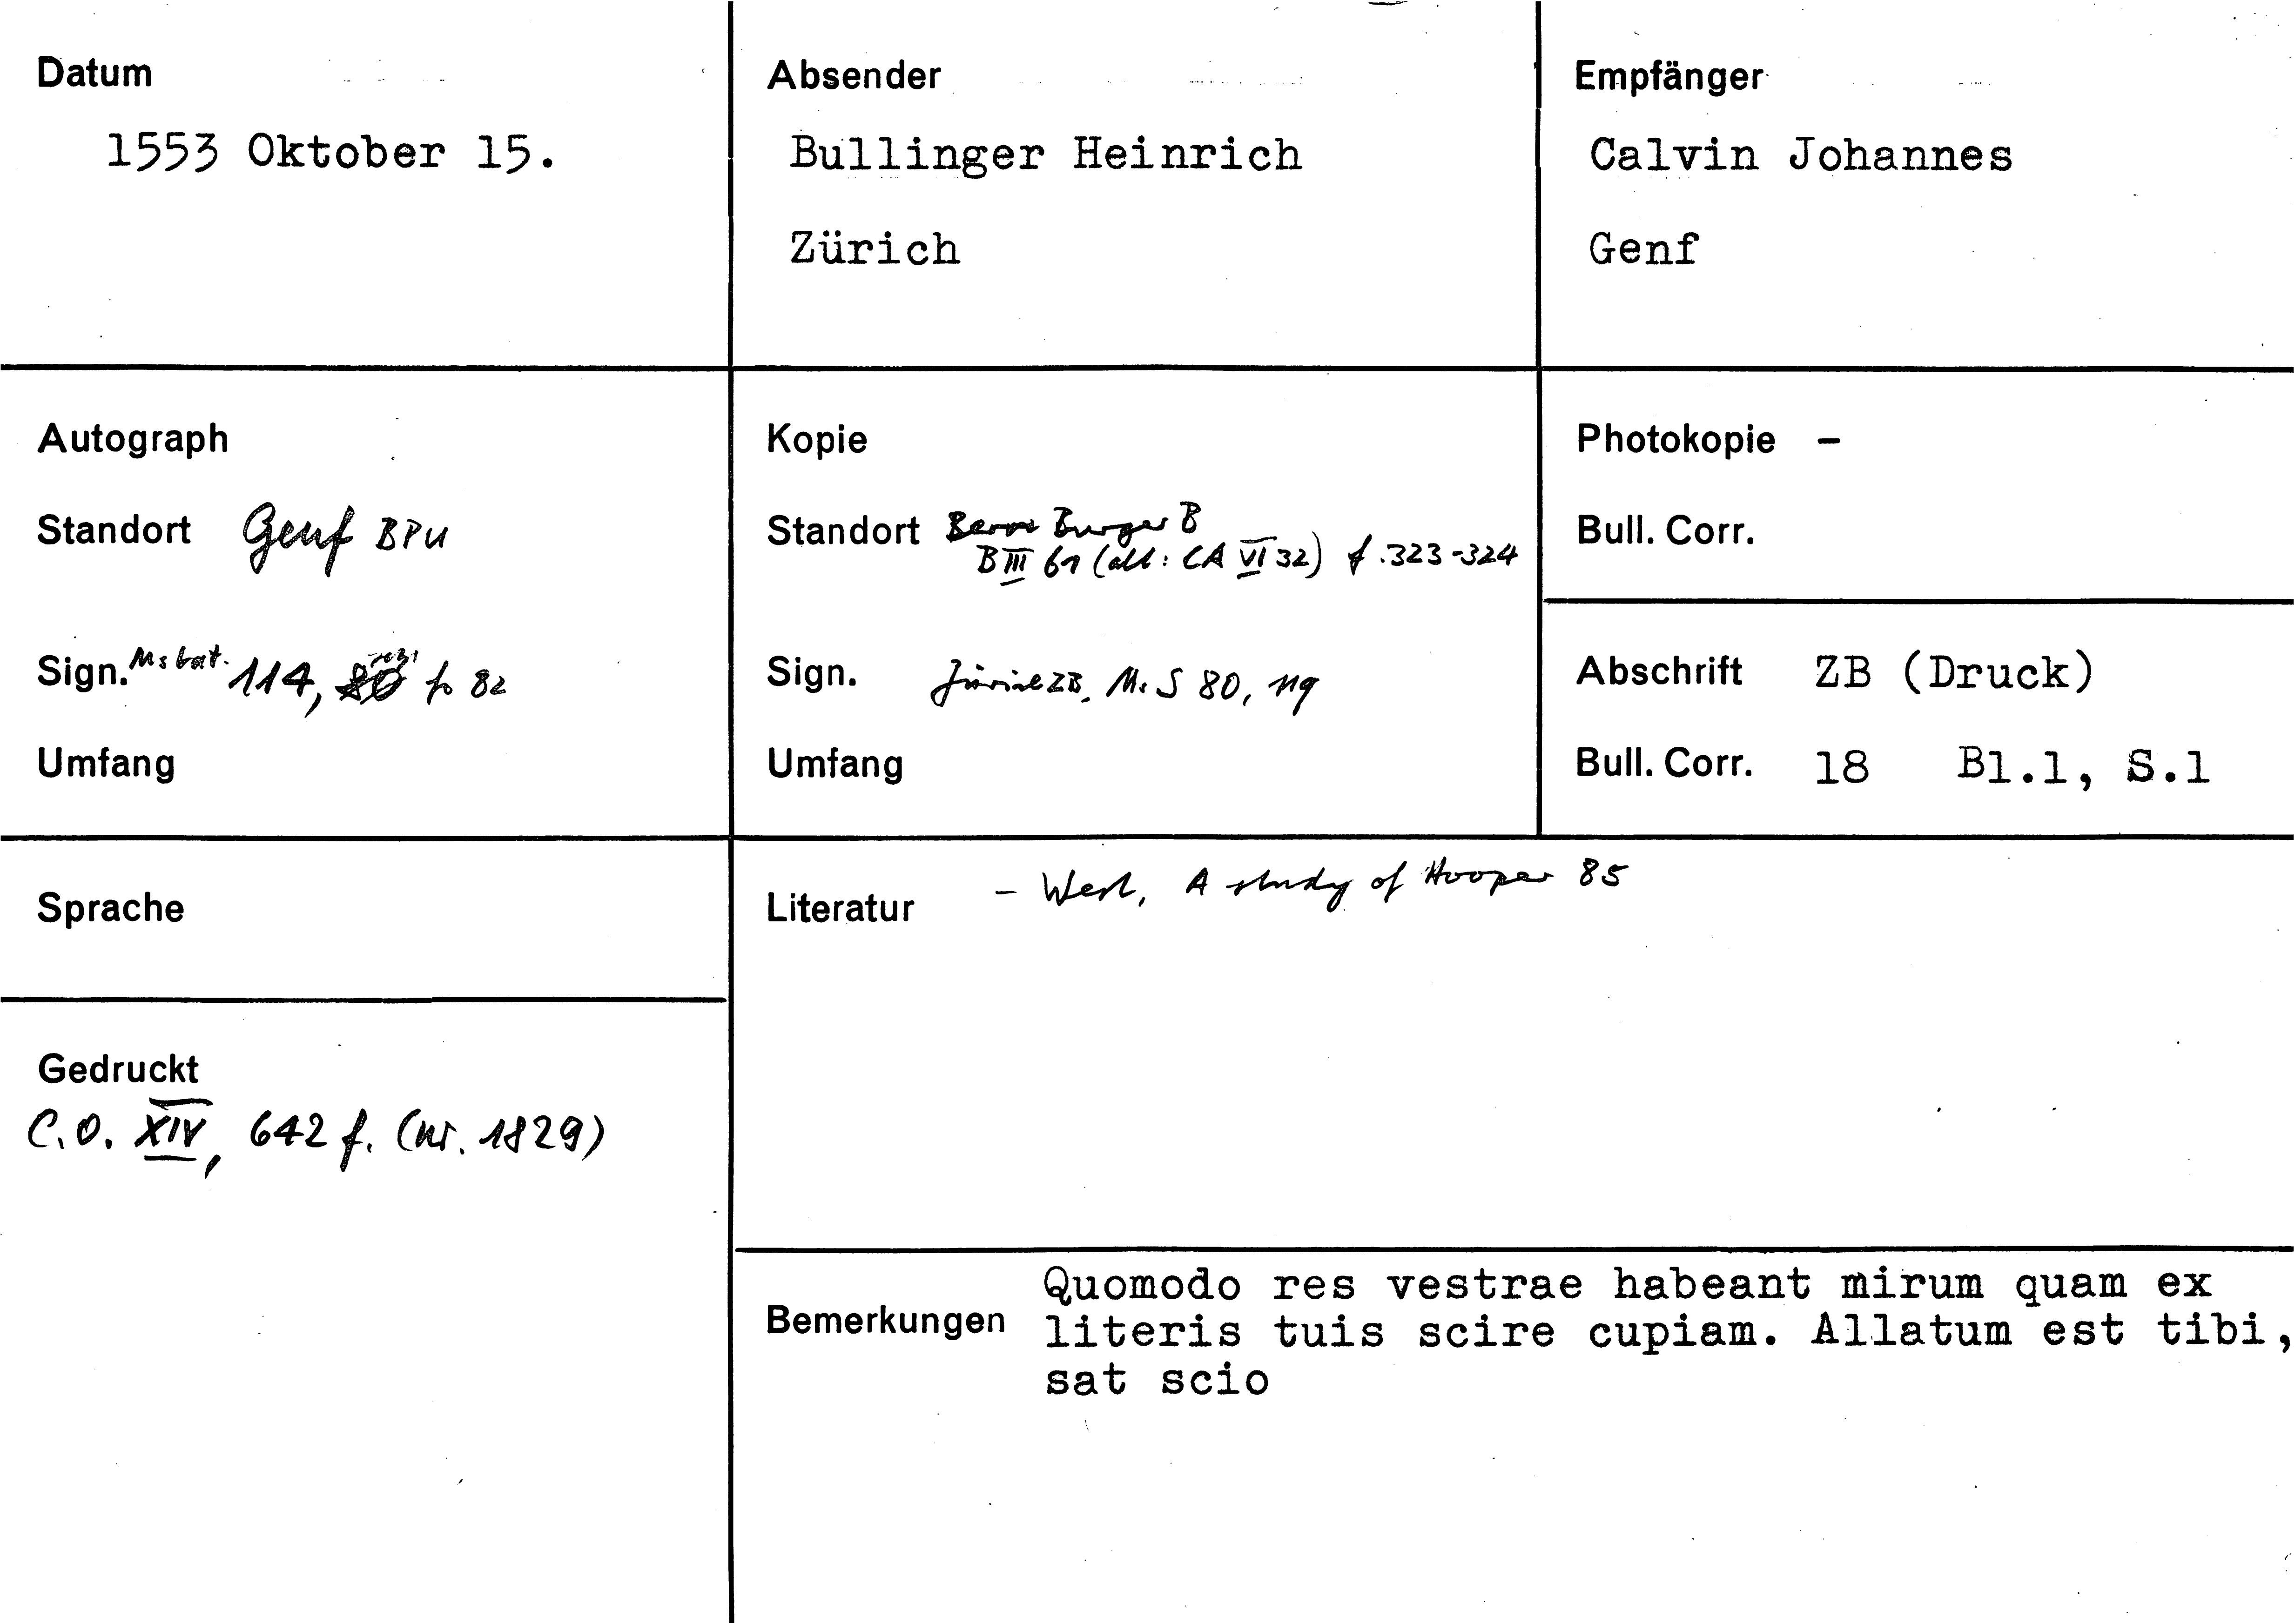 Datum
1553 Oktober 15.
Absender
Bullinger Heinrich
Zürich
Empfänger
Calvin Johannes
Genf
Autograph
Standort Genf BPU
Sign. Ms lat. 114, f° 82
Umfang
Kopie
Standort Bern Burger B
B III 61 (alt: CA VI 32) f. 323-324
Sign. Zürich ZB, Ms S 80, 119
Umfang
Photokopie -
Bull. Corr.
Abschrift ZB (Druck)
Bull. Corr. 18 Bl.1, S.1
Sprache
Gedruckt
C.O. XIV, 642 f. (nr. 1829)
Literatur - West, A study of Hooper 85
Bemerkungen
Quomodo res vestrae habeant mirum quam ex
literis tuis scire cupiam. Allatum est tibi,
sat scio